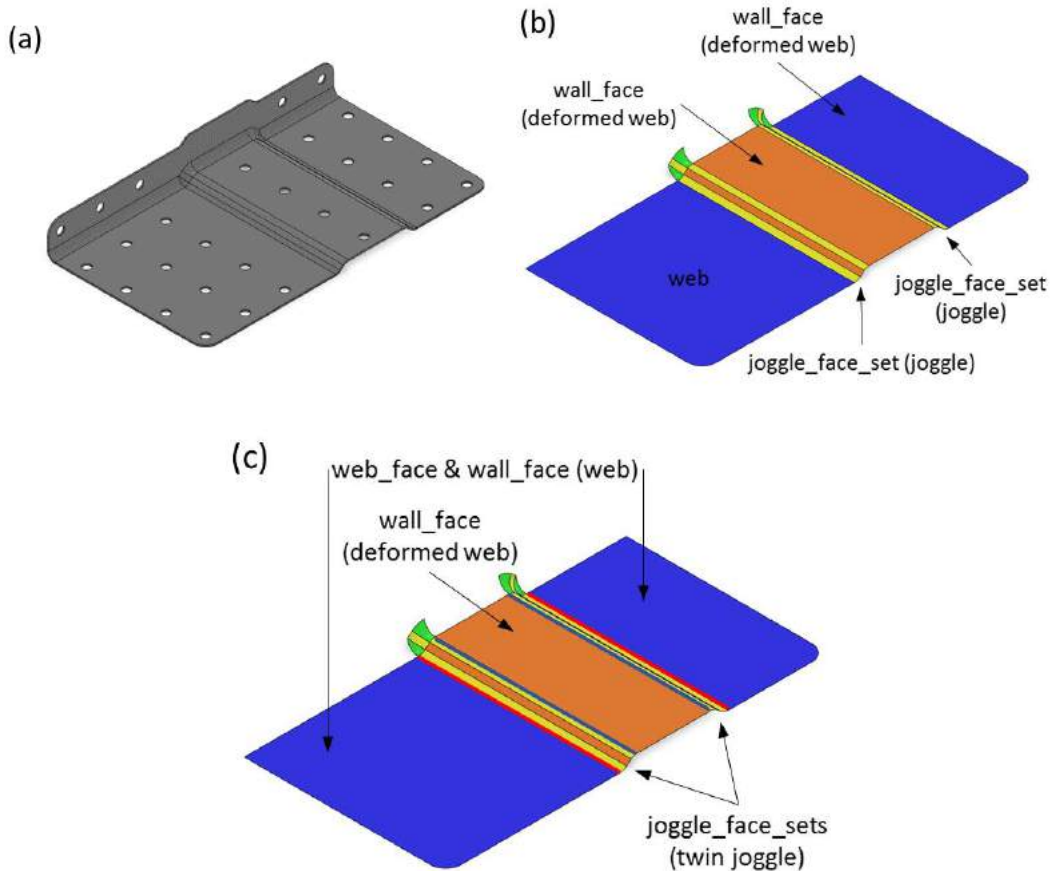 (a)
(b)
wall_face
(deformed web)
wall_face
(deformed web)
web
joggle_face_set
(joggle)
joggle_face_set (joggle)
(c)
web_face & wall_face (web)
wall_face
(deformed web)
joggle_face_sets
(twin joggle)